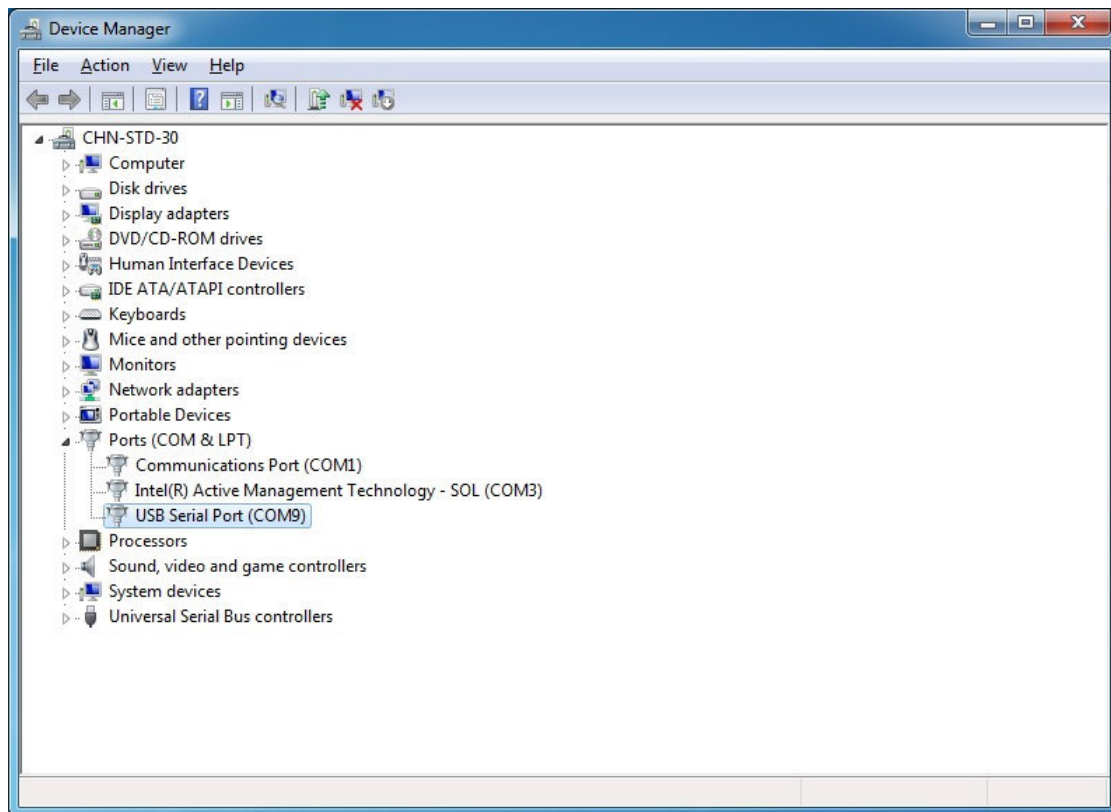 Device Manager
File Action View Help
CHN-STD-30
Computer
Disk drives
Display adapters
DVD/CD-ROM drives
Human Interface Devices
IDE ATA/ATAPI controllers
Keyboards
Mice and other pointing devices
Monitors
Network adapters
Portable Devices
Ports (COM & LPT)
Communications Port (COM1)
Intel(R) Active Management Technology - SOL (COM3)
USB Serial Port (COM9)
Processors
Sound, video and game controllers
System devices
Universal Serial Bus controllers